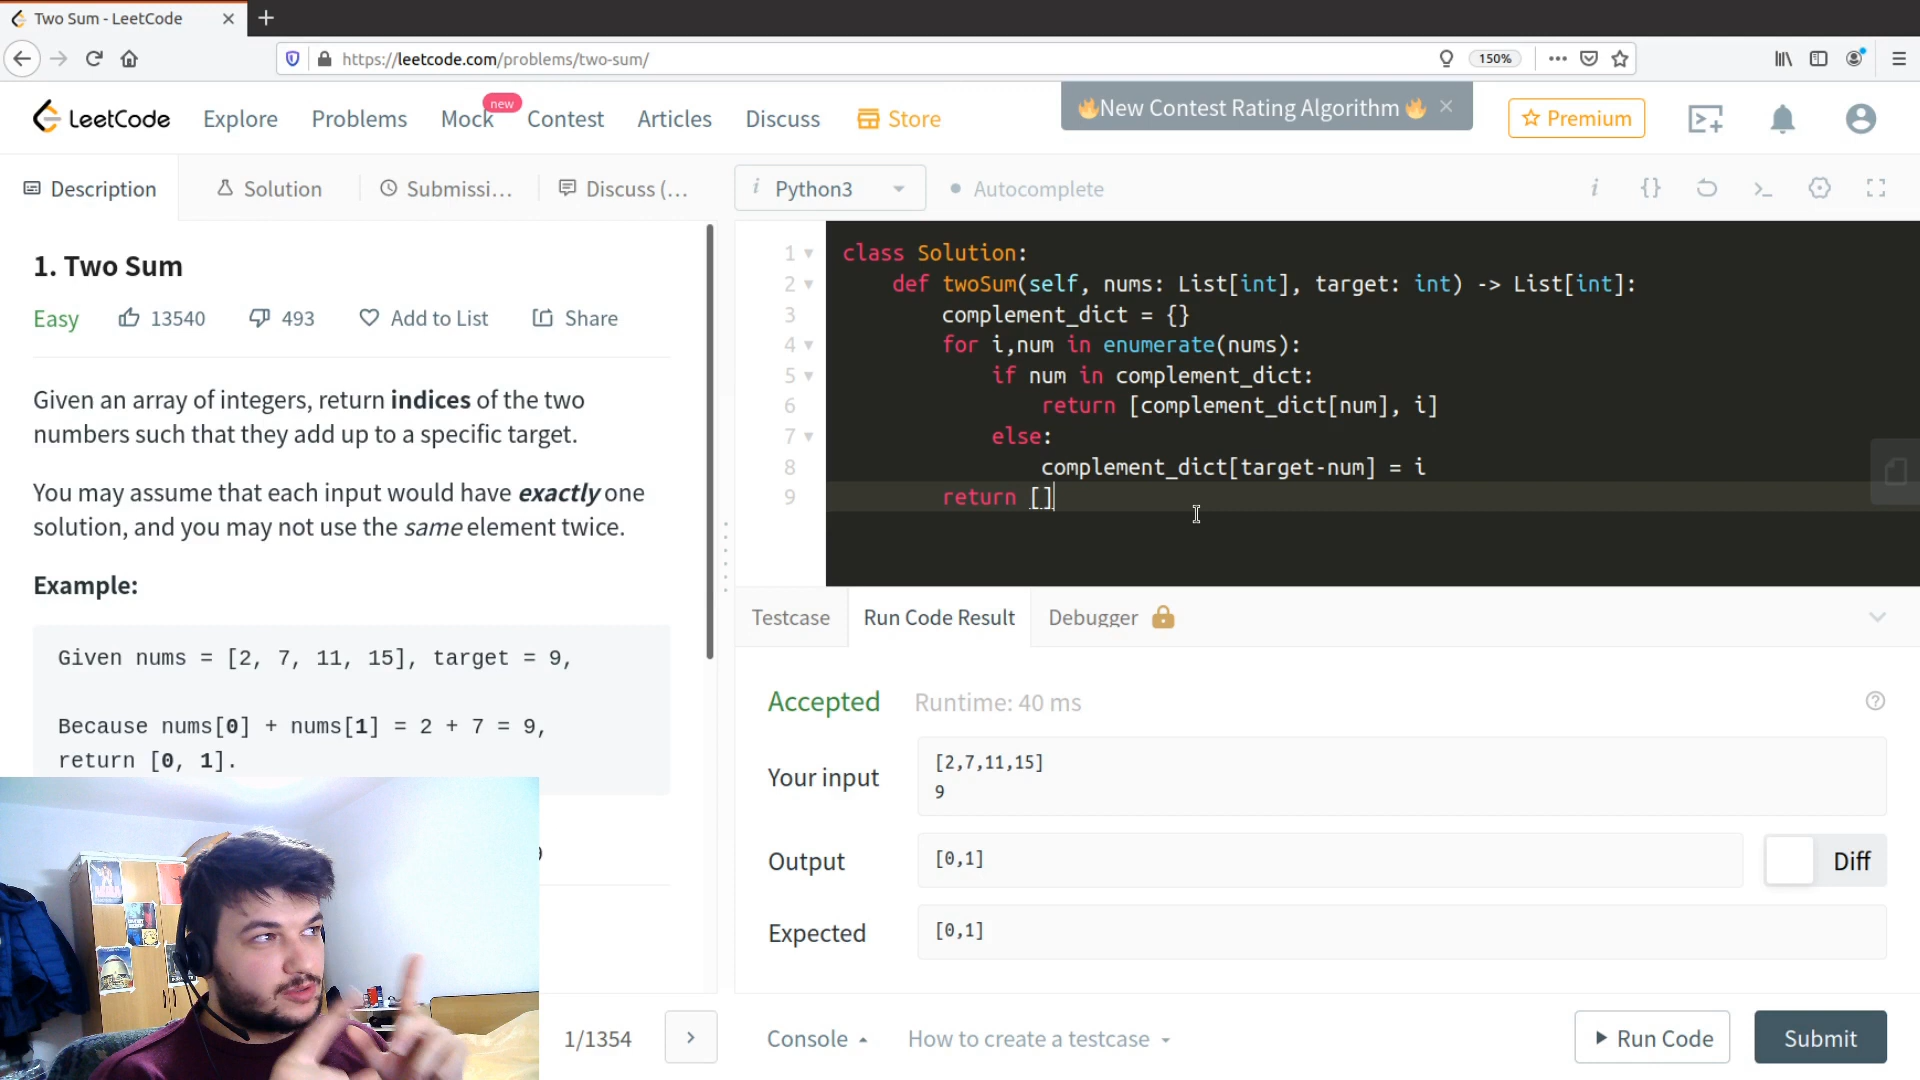 Two Sum - LeetCode
https://leetcode.com/problems/two-sum/
150%
LeetCode
Explore
Problems
Mock
new
Contest
Articles
Discuss
Store
🔥New Contest Rating Algorithm🔥
Premium
Description
Solution
Submissi...
Discuss (...
Python3
Autocomplete
1. Two Sum
Easy
13540
493
Add to List
Share
Given an array of integers, return indices of the two
numbers such that they add up to a specific target.
You may assume that each input would have exactly one
solution, and you may not use the same element twice.
Example:
Given nums = [2, 7, 11, 15], target = 9,
Because nums[0] + nums[1] = 2 + 7 = 9,
return [0, 1].
1/1354
1 class Solution:
2     def twoSum(self, nums: List[int], target: int) -> List[int]:
3         complement_dict = {}
4         for i,num in enumerate(nums):
5             if num in complement_dict:
6                 return [complement_dict[num], i]
7             else:
8                 complement_dict[target-num] = i
9         return []
Testcase
Run Code Result
Debugger
Accepted
Runtime: 40 ms
Your input
[2,7,11,15]
9
Output
[0,1]
Diff
Expected
[0,1]
Console
How to create a testcase
Run Code
Submit